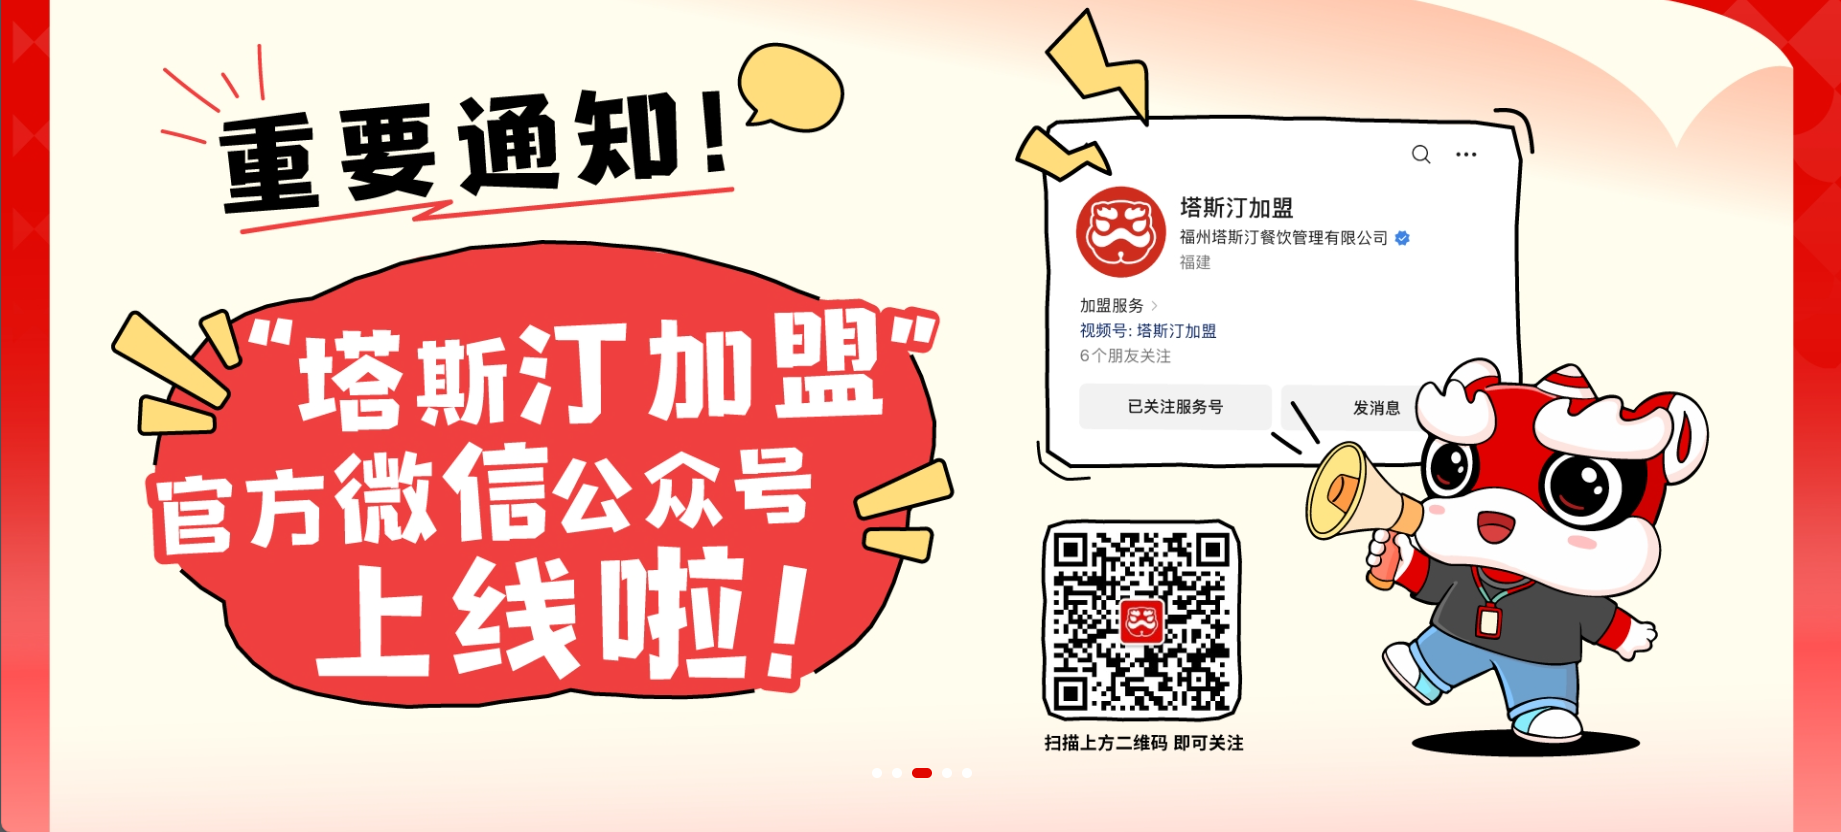 重要通知!
“塔斯汀加盟”
官方微信公众号
上线啦!
塔斯汀加盟
福州塔斯汀餐饮管理有限公司
福建
加盟服务
视频号: 塔斯汀加盟
6个朋友关注
已关注服务号
发消息
扫描上方二维码 即可关注